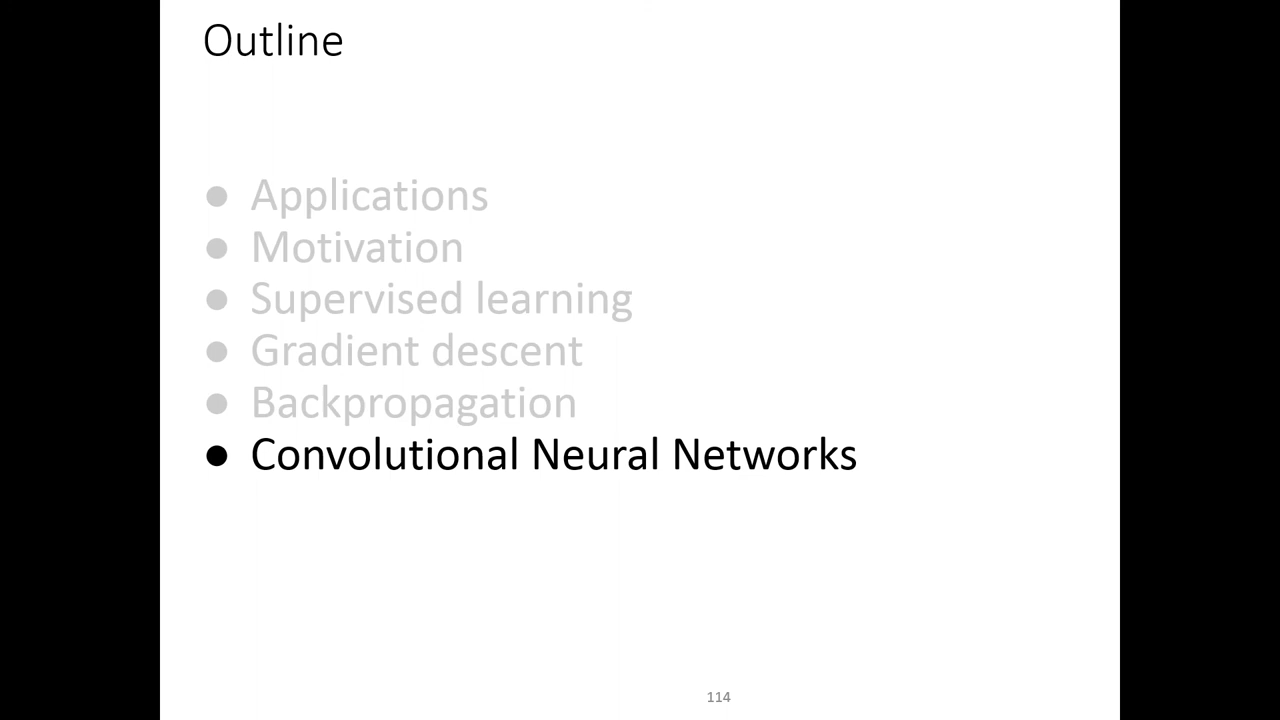 Outline
● Applications
● Motivation
● Supervised learning
● Gradient descent
● Backpropagation
● Convolutional Neural Networks
114